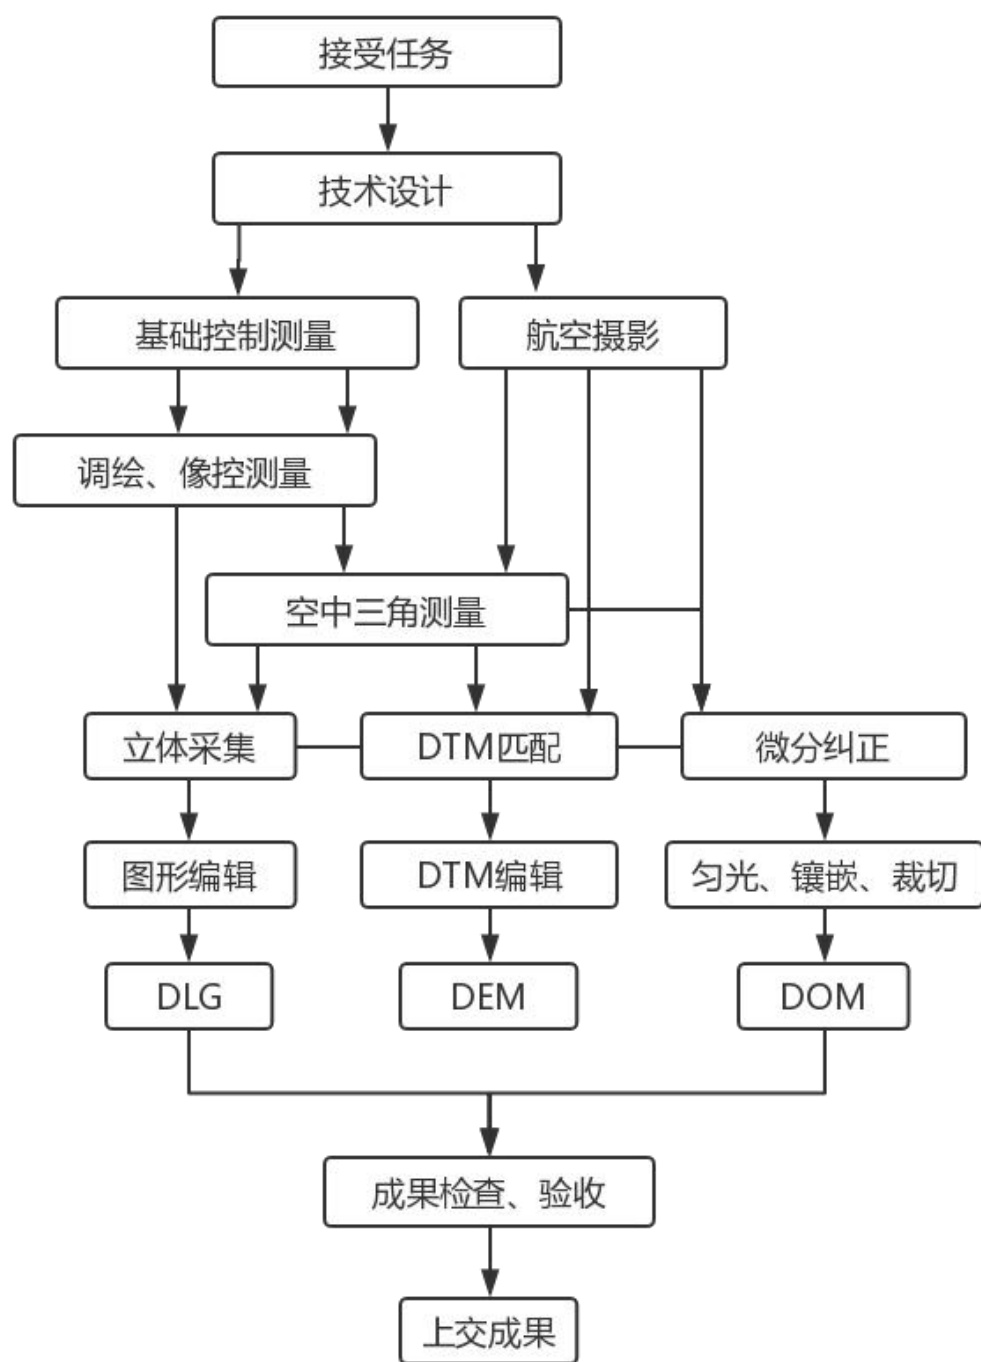 接受任务
技术设计
基础控制测量
航空摄影
调绘、像控测量
空中三角测量
立体采集
DTM匹配
微分纠正
图形编辑
DTM编辑
匀光、镶嵌、裁切
DLG
DEM
DOM
成果检查、验收
上交成果